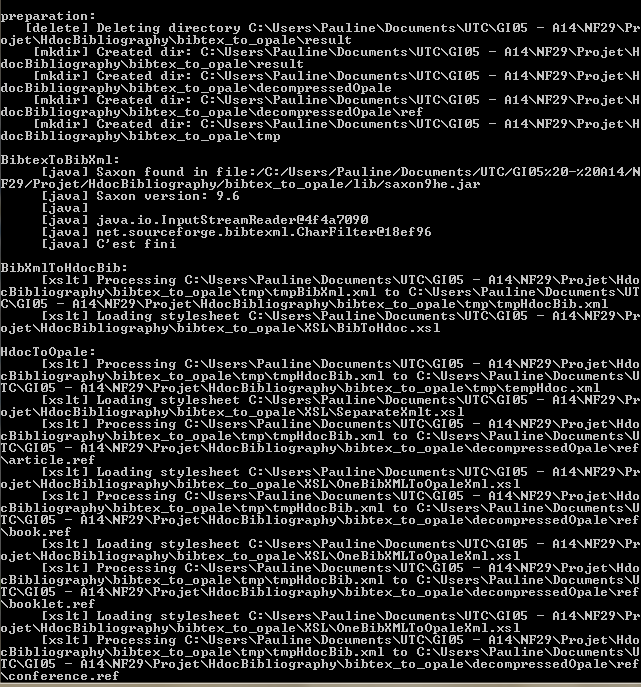 preparation:
   [delete] Deleting directory C:\Users\Pauline\Documents\UTC\GI05 - A14\NF29\Pr
ojet\HdocBibliography\bibtex_to_opale\result
    [mkdir] Created dir: C:\Users\Pauline\Documents\UTC\GI05 - A14\NF29\Projet\H
docBibliography\bibtex_to_opale\result
    [mkdir] Created dir: C:\Users\Pauline\Documents\UTC\GI05 - A14\NF29\Projet\H
docBibliography\bibtex_to_opale\decompressedOpale
    [mkdir] Created dir: C:\Users\Pauline\Documents\UTC\GI05 - A14\NF29\Projet\H
docBibliography\bibtex_to_opale\decompressedOpale\ref
    [mkdir] Created dir: C:\Users\Pauline\Documents\UTC\GI05 - A14\NF29\Projet\H
docBibliography\bibtex_to_opale\tmp
BibtexToBibXml:
     [java] Saxon found in file:/C:/Users/Pauline/Documents/UTC/GI05%20-%20A14/N
F29/Projet/HdocBibliography/bibtex_to_opale/lib/saxon9he.jar
     [java] Saxon version: 9.6
     [java]
     [java] java.io.InputStreamReader@4f4a7090
     [java] net.sourceforge.bibtexml.CharFilter@18ef96
     [java] C'est fini
BibXmlToHdocBib:
     [xslt] Processing C:\Users\Pauline\Documents\UTC\GI05 - A14\NF29\Projet\Hdo
cBibliography\bibtex_to_opale\tmp\tmpBibXml.xml to C:\Users\Pauline\Documents\UT
C\GI05 - A14\NF29\Projet\HdocBibliography\bibtex_to_opale\tmp\tmpHdocBib.xml
     [xslt] Loading stylesheet C:\Users\Pauline\Documents\UTC\GI05 - A14\NF29\Pr
ojet\HdocBibliography\bibtex_to_opale\XSL\BibToHdoc.xsl
HdocToOpale:
     [xslt] Processing C:\Users\Pauline\Documents\UTC\GI05 - A14\NF29\Projet\Hdo
cBibliography\bibtex_to_opale\tmp\tmpHdocBib.xml to C:\Users\Pauline\Documents\U
TC\GI05 - A14\NF29\Projet\HdocBibliography\bibtex_to_opale\tmp\tempHdoc.xml
     [xslt] Loading stylesheet C:\Users\Pauline\Documents\UTC\GI05 - A14\NF29\Pr
ojet\HdocBibliography\bibtex_to_opale\XSL\SeparateXmlt.xsl
     [xslt] Processing C:\Users\Pauline\Documents\UTC\GI05 - A14\NF29\Projet\Hdo
cBibliography\bibtex_to_opale\tmp\tmpHdocBib.xml to C:\Users\Pauline\Documents\U
TC\GI05 - A14\NF29\Projet\HdocBibliography\bibtex_to_opale\decompressedOpale\ref
\article.ref
     [xslt] Loading stylesheet C:\Users\Pauline\Documents\UTC\GI05 - A14\NF29\Pr
ojet\HdocBibliography\bibtex_to_opale\XSL\OneBibXMLToOpaleXml.xsl
     [xslt] Processing C:\Users\Pauline\Documents\UTC\GI05 - A14\NF29\Projet\Hdo
cBibliography\bibtex_to_opale\tmp\tmpHdocBib.xml to C:\Users\Pauline\Documents\U
TC\GI05 - A14\NF29\Projet\HdocBibliography\bibtex_to_opale\decompressedOpale\ref
\book.ref
     [xslt] Loading stylesheet C:\Users\Pauline\Documents\UTC\GI05 - A14\NF29\Pr
ojet\HdocBibliography\bibtex_to_opale\XSL\OneBibXMLToOpaleXml.xsl
     [xslt] Processing C:\Users\Pauline\Documents\UTC\GI05 - A14\NF29\Projet\Hdo
cBibliography\bibtex_to_opale\tmp\tmpHdocBib.xml to C:\Users\Pauline\Documents\U
TC\GI05 - A14\NF29\Projet\HdocBibliography\bibtex_to_opale\decompressedOpale\ref
\booklet.ref
     [xslt] Loading stylesheet C:\Users\Pauline\Documents\UTC\GI05 - A14\NF29\Pr
ojet\HdocBibliography\bibtex_to_opale\XSL\OneBibXMLToOpaleXml.xsl
     [xslt] Processing C:\Users\Pauline\Documents\UTC\GI05 - A14\NF29\Projet\Hdo
cBibliography\bibtex_to_opale\tmp\tmpHdocBib.xml to C:\Users\Pauline\Documents\U
TC\GI05 - A14\NF29\Projet\HdocBibliography\bibtex_to_opale\decompressedOpale\ref
\conference.ref